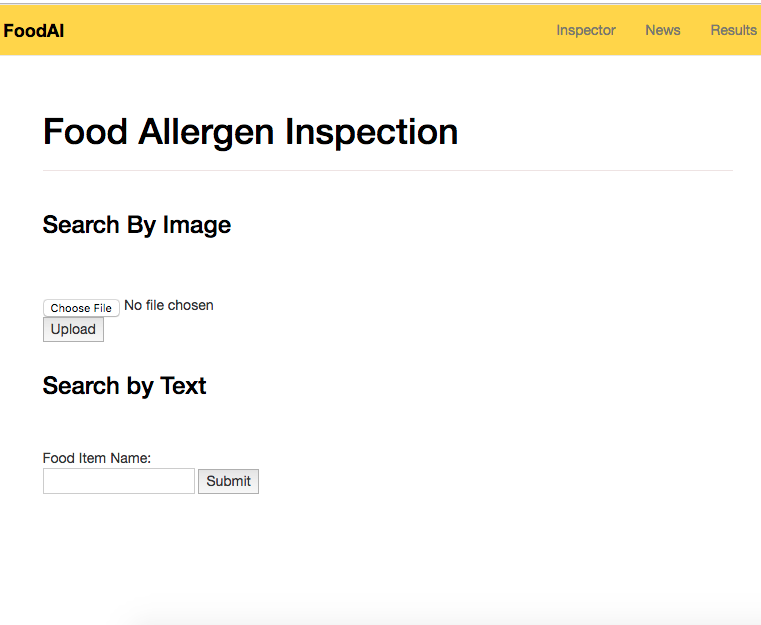 FoodAI Inspector News Results
Food Allergen Inspection
Search By Image
Choose File No file chosen
Upload
Search by Text
Food Item Name:
Submit